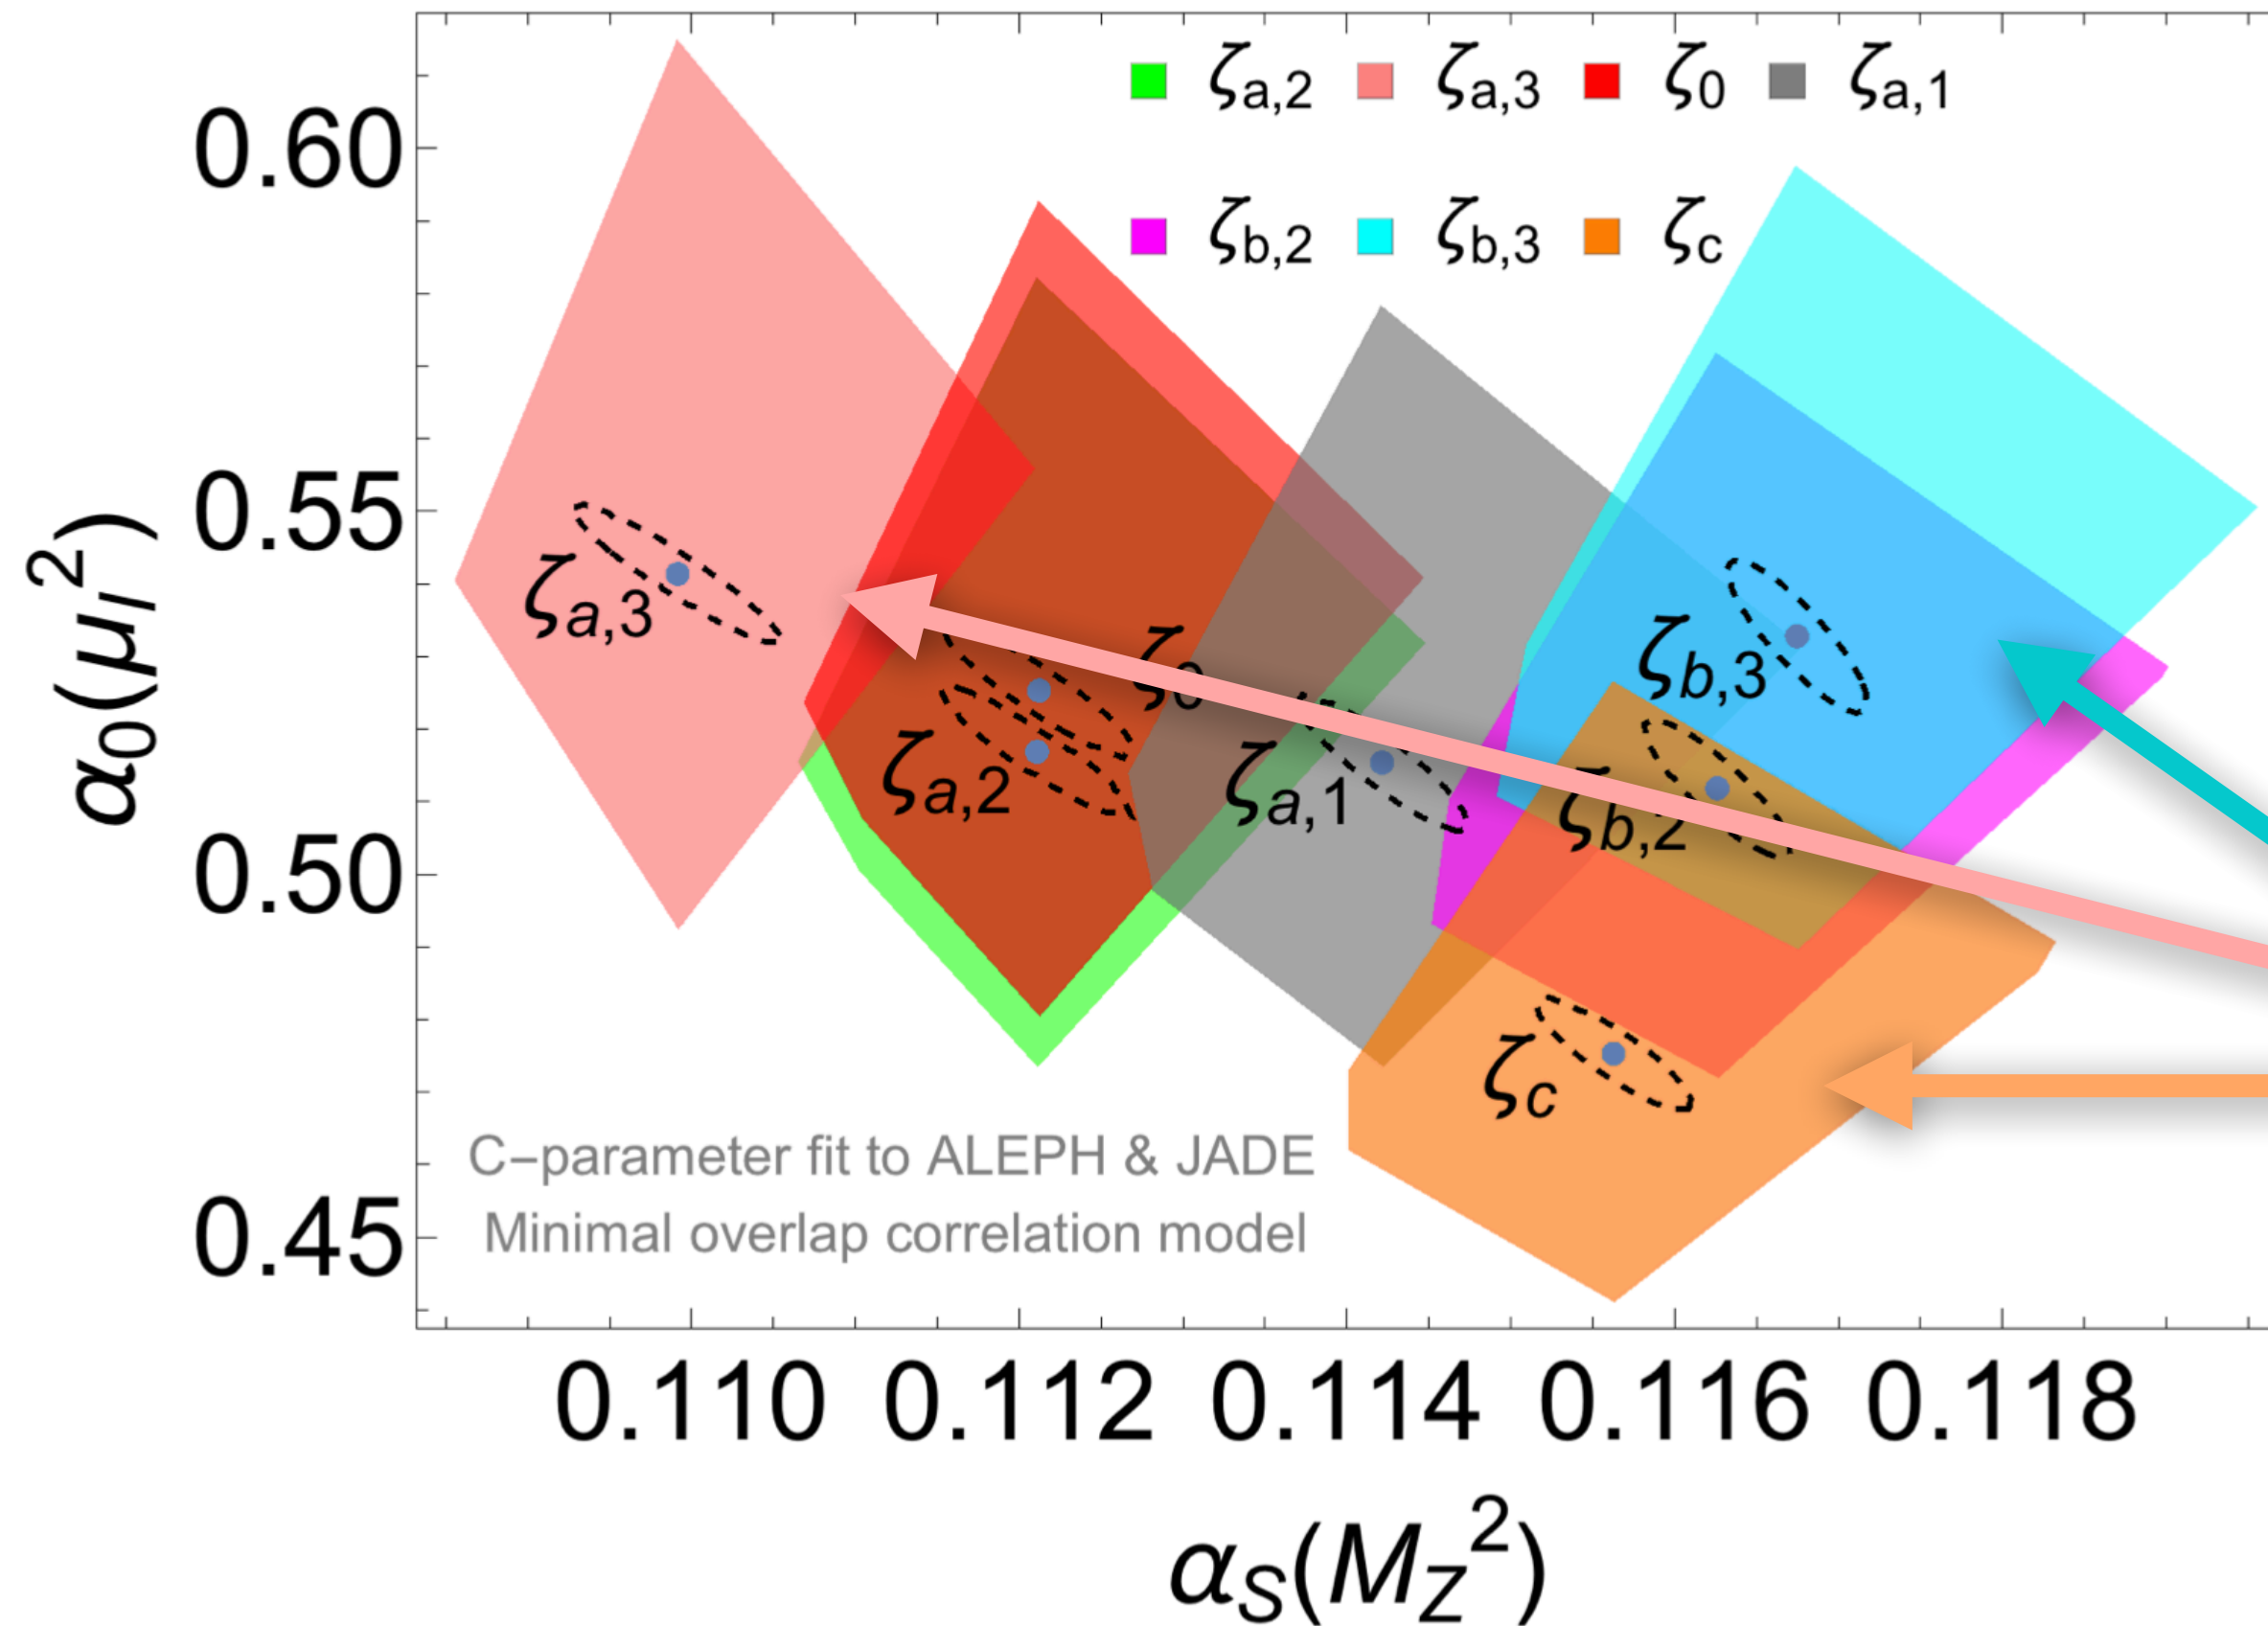 ζa,2 ζa,3 ζ0 ζa,1
ζb,2 ζb,3 ζc
0.60
0.55
0.50
0.45
α0(μI²)
ζa,3
ζ0
ζb,3
ζa,2
ζa,1
ζb,2
ζc
C−parameter fit to ALEPH & JADE
Minimal overlap correlation model
0.110 0.112 0.114 0.116 0.118
αS(MZ²)